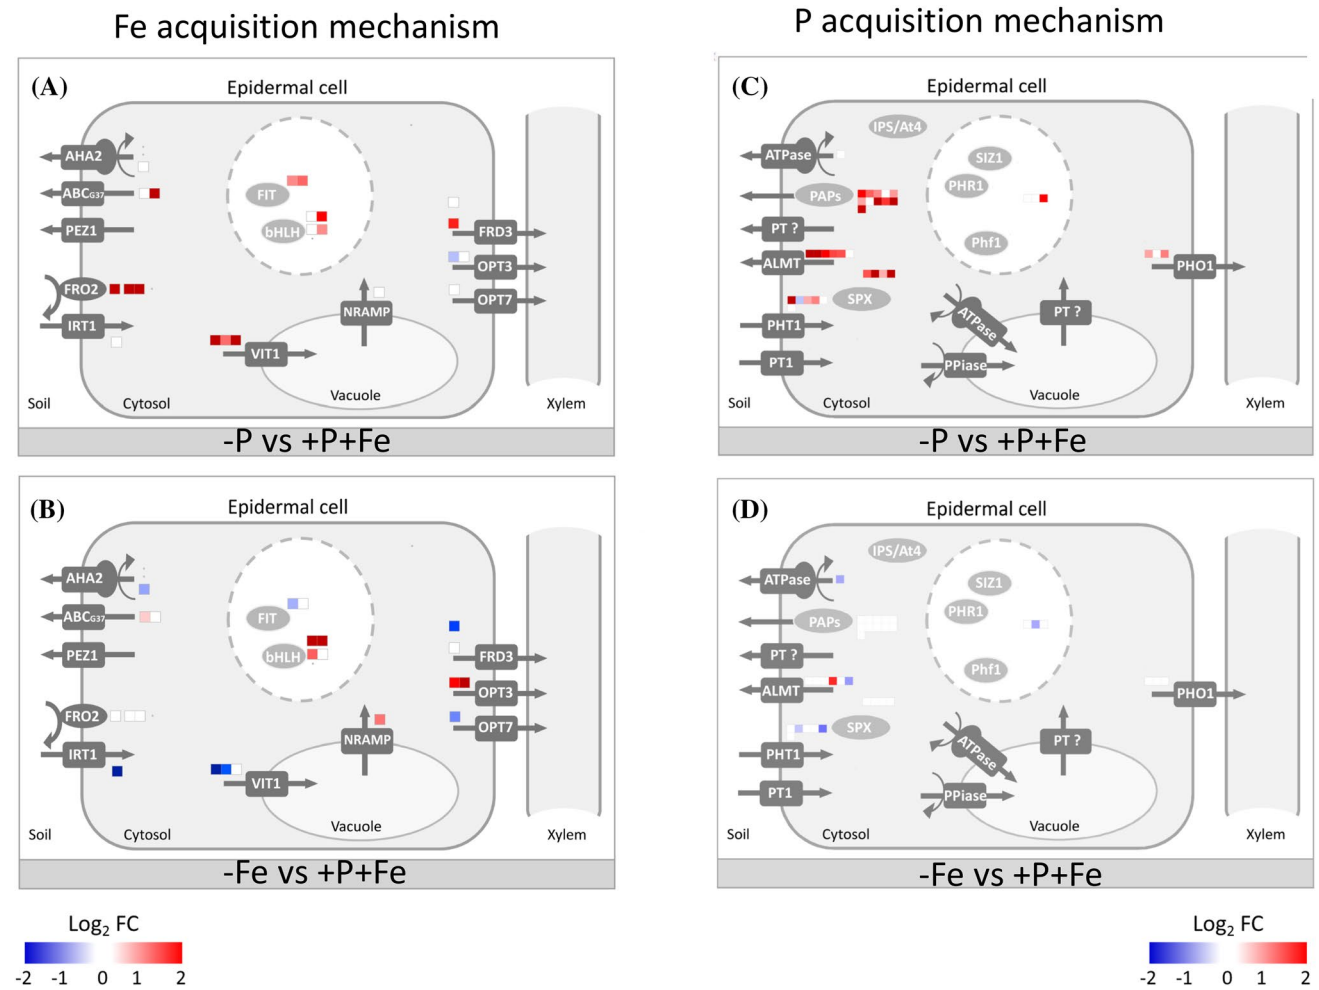 Fe acquisition mechanism
P acquisition mechanism
(A)
Epidermal cell
AHA2
ABCG37
PEZ1
FRO2
IRT1
FIT
bHLH
FRD3
OPT3
OPT7
NRAMP
VIT1
Vacuole
Soil
Cytosol
Xylem
-P vs +P+Fe
(C)
Epidermal cell
IPS/At4
ATPase
SIZ1
PHR1
PAPs
PT ?
Phf1
ALMT
PHO1
SPX
ATPase
PT ?
PHT1
PT1
PPiase
Vacuole
Soil
Cytosol
Xylem
-P vs +P+Fe
(B)
Epidermal cell
AHA2
ABCG37
PEZ1
FRO2
IRT1
FIT
bHLH
FRD3
OPT3
OPT7
NRAMP
VIT1
Vacuole
Soil
Cytosol
Xylem
-Fe vs +P+Fe
(D)
Epidermal cell
IPS/At4
ATPase
SIZ1
PHR1
PAPs
PT ?
Phf1
ALMT
PHO1
SPX
ATPase
PT ?
PHT1
PT1
PPiase
Vacuole
Soil
Cytosol
Xylem
-Fe vs +P+Fe
Log2 FC
-2 -1 0 1 2
Log2 FC
-2 -1 0 1 2